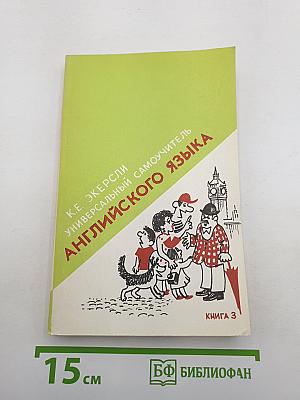 К.Е. ЭКЕРСЛИ
УНИВЕРСАЛЬНЫЙ САМОУЧИТЕЛЬ
АНГЛИЙСКОГО ЯЗЫКА
КНИГА 3
15 см
БФ БИБЛИОФАН